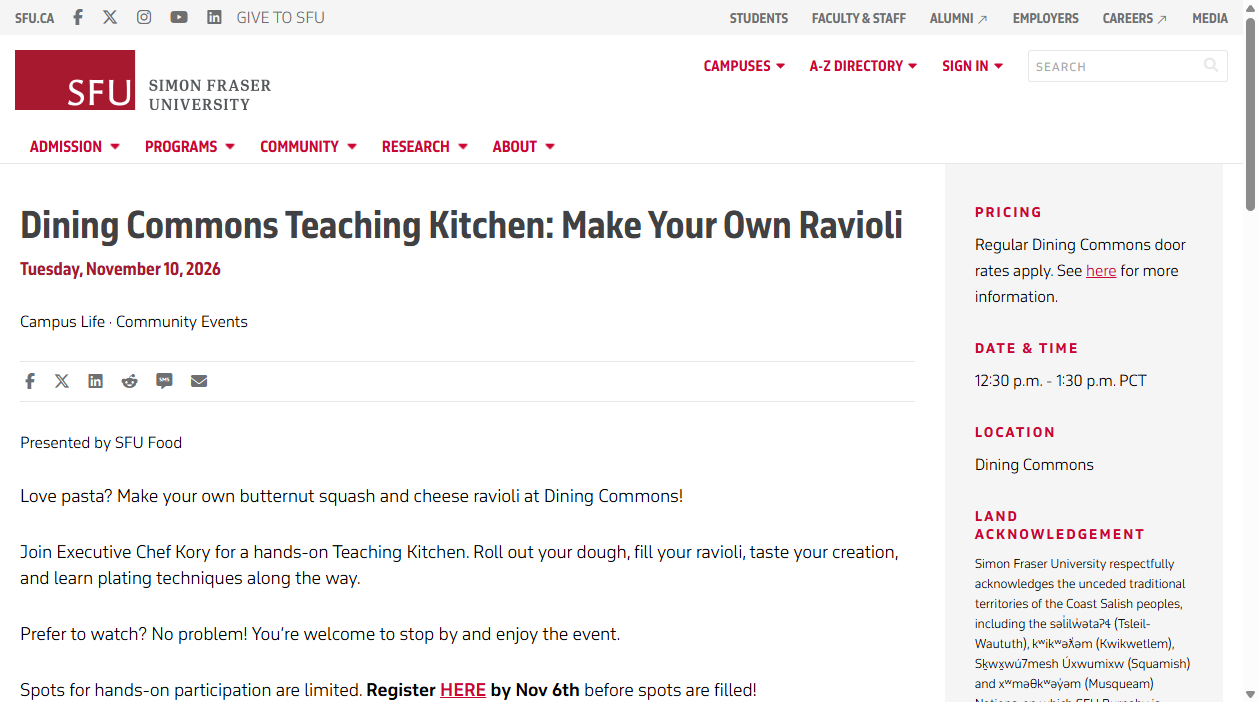 SFU.CA GIVE TO SFU STUDENTS FACULTY & STAFF ALUMNI EMPLOYERS CAREERS MEDIA
SFU SIMON FRASER
UNIVERSITY
CAMPUSES A-Z DIRECTORY SIGN IN SEARCH
ADMISSION PROGRAMS COMMUNITY RESEARCH ABOUT
Dining Commons Teaching Kitchen: Make Your Own Ravioli
Tuesday, November 10, 2026
Campus Life · Community Events
SMS
Presented by SFU Food
Love pasta? Make your own butternut squash and cheese ravioli at Dining Commons!
Join Executive Chef Kory for a hands-on Teaching Kitchen. Roll out your dough, fill your ravioli, taste your creation,
and learn plating techniques along the way.
Prefer to watch? No problem! You're welcome to stop by and enjoy the event.
Spots for hands-on participation are limited. Register HERE by Nov 6th before spots are filled!
PRICING
Regular Dining Commons door
rates apply. See here for more
information.
DATE & TIME
12:30 p.m. - 1:30 p.m. PCT
LOCATION
Dining Commons
LAND
ACKNOWLEDGEMENT
Simon Fraser University respectfully
acknowledges the unceded traditional
territories of the Coast Salish peoples,
including the səl̓ilw̓ətaʔɬ (Tsleil-
Waututh), kʷikʷəƛ̓əm (Kwikwetlem),
Sḵwx̱wú7mesh Úxwumixw (Squamish)
and xʷməθkʷəy̓əm (Musqueam)